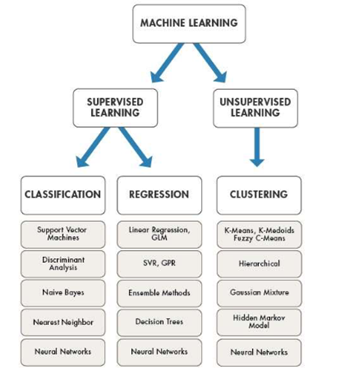 MACHINE LEARNING
SUPERVISED
LEARNING
UNSUPERVISED
LEARNING
CLASSIFICATION
REGRESSION
CLUSTERING
Support Vector
Machines
Linear Regression,
GLM
K-Means, K-Medoids
Fuzzy C-Means
Discriminant
Analysis
SVR, GPR
Hierarchical
Naive Bayes
Ensemble Methods
Gaussian Mixture
Nearest Neighbor
Decision Trees
Hidden Markov
Model
Neural Networks
Neural Networks
Neural Networks